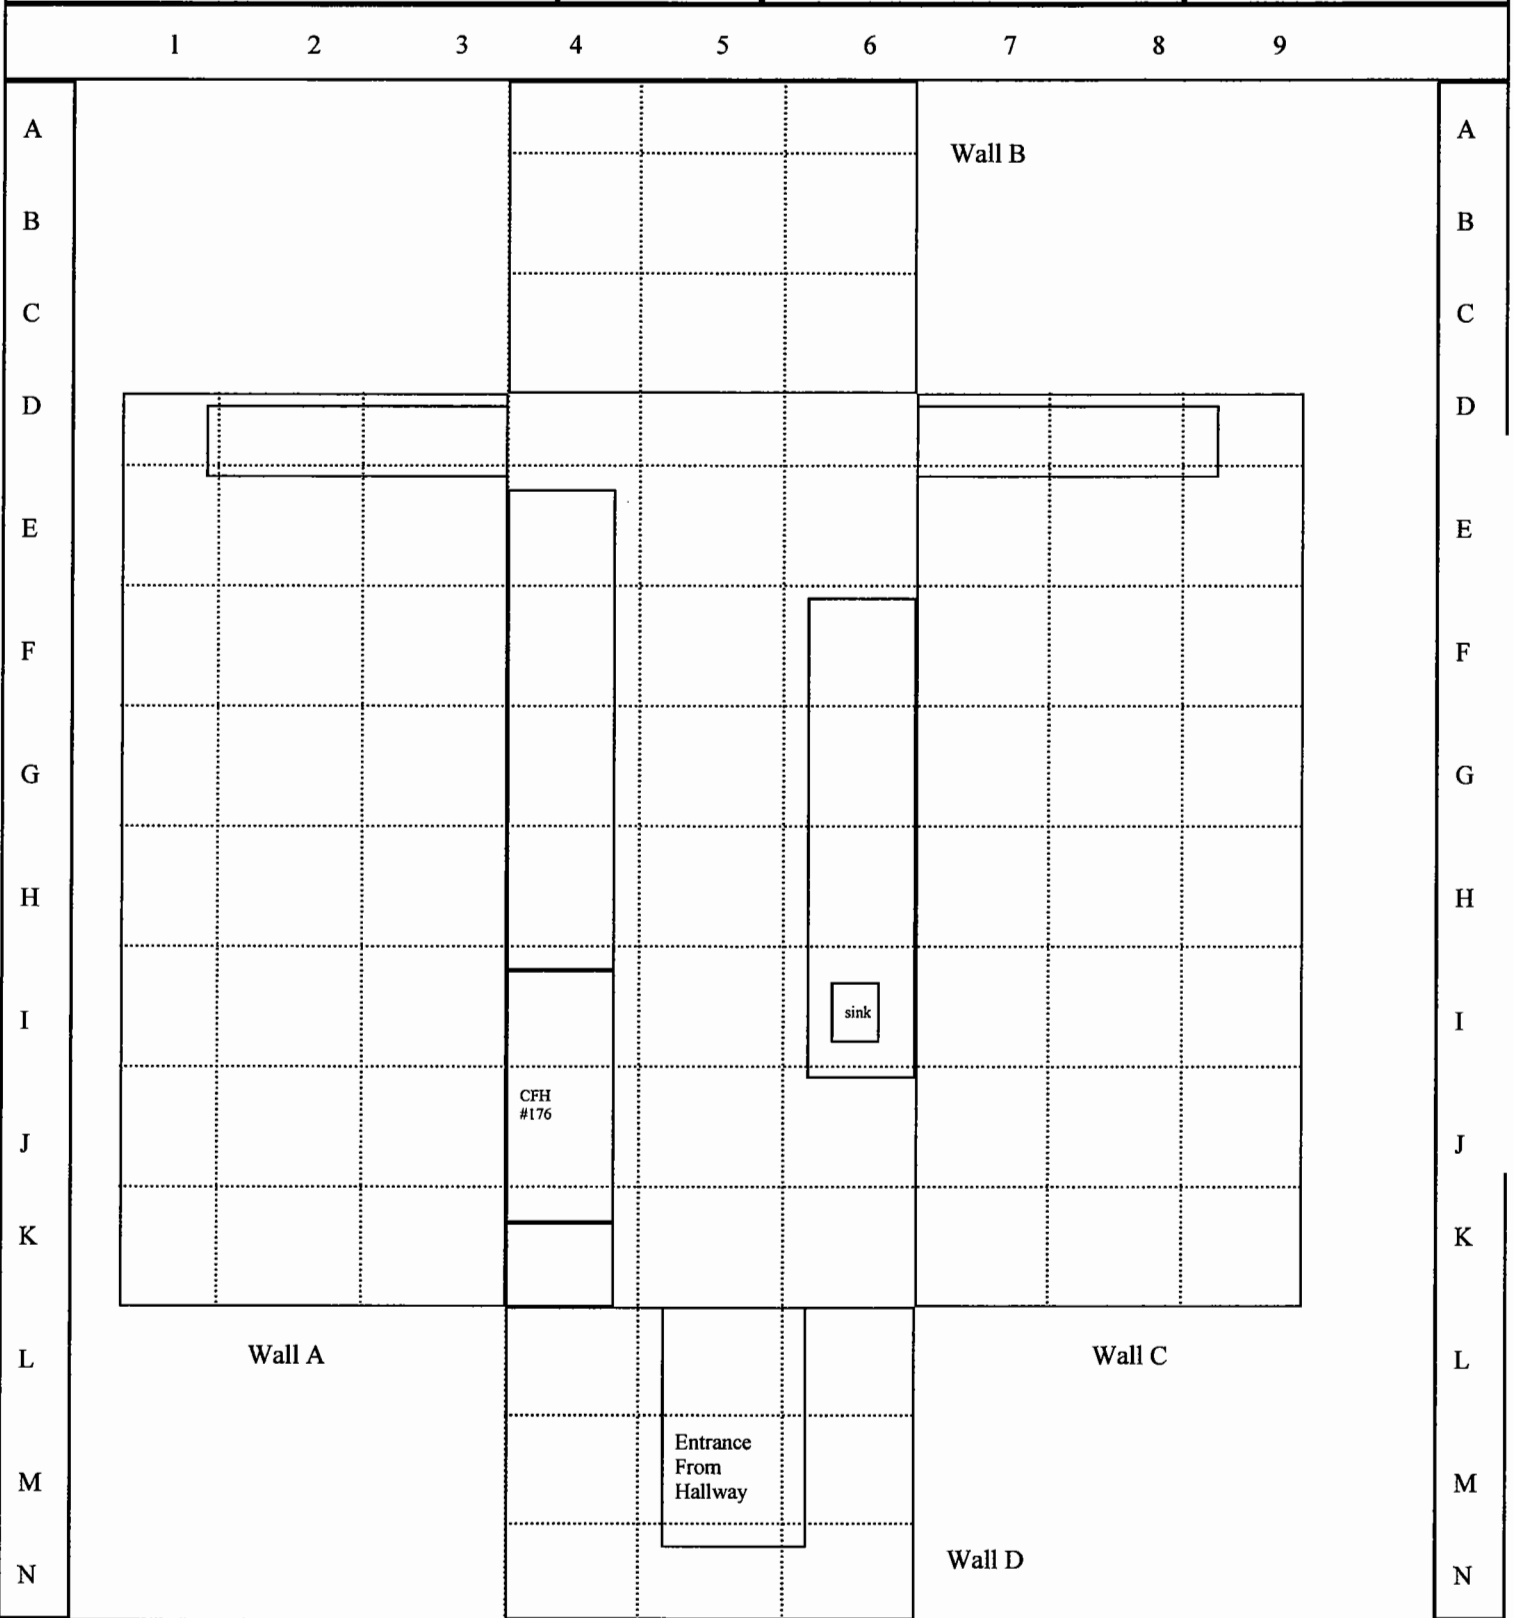 1 2 3 4 5 6 7 8 9
A A
Wall B
B B
C C
D D
E E
F F
G G
H H
I sink I
CFH
#176
J J
K K
L Wall A Wall C L
Entrance
From
M Hallway M
Wall D
N N